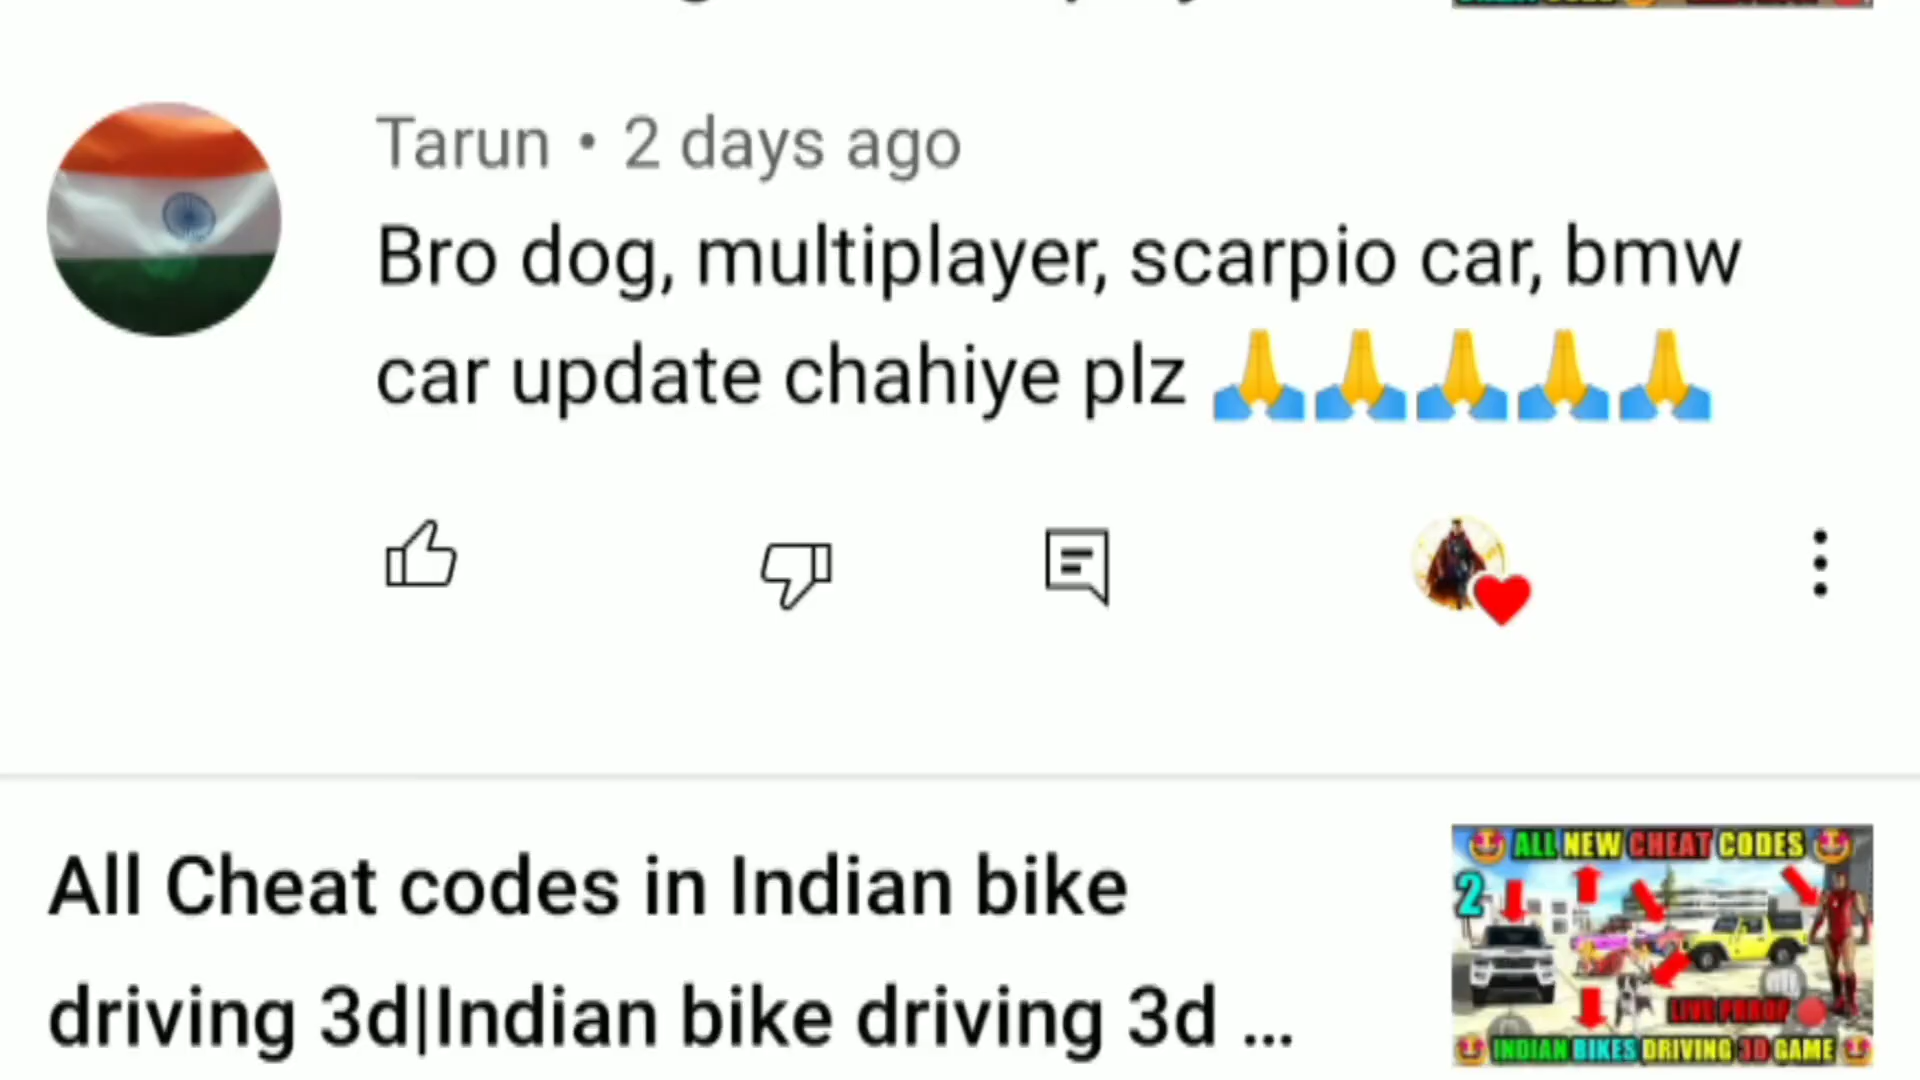 Tarun • 2 days ago
Bro dog, multiplayer, scarpio car, bmw
car update chahiye plz 🙏🙏🙏🙏🙏
All Cheat codes in Indian bike
driving 3d|Indian bike driving 3d ...
ALL NEW CHEAT CODES
2
LIVE PRRUF
INDIAN BIKES DRIVING 3D GAME